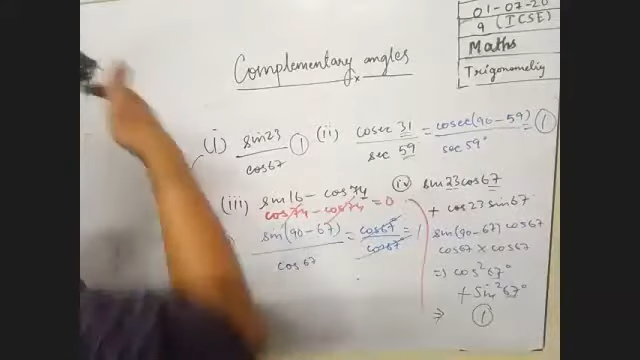 01-07-20
9 (ICSE)
Maths
Trigonometry
Complementary angles
(i) sin23 / cos67 (1)
(ii) cosec 31 / sec 59 = cosec(90-59) / sec 59° = (1)
(iii) sin16 - cos74
cos74 - cos74 = 0
sin(90-67) / cos67 = cos67° / cos67° = 1
(iv) sin23cos67
+ cos23 sin67
sin(90-67) cos67
cos67 x cos67
=> cos²67°
+ sin²67°
=> (1)